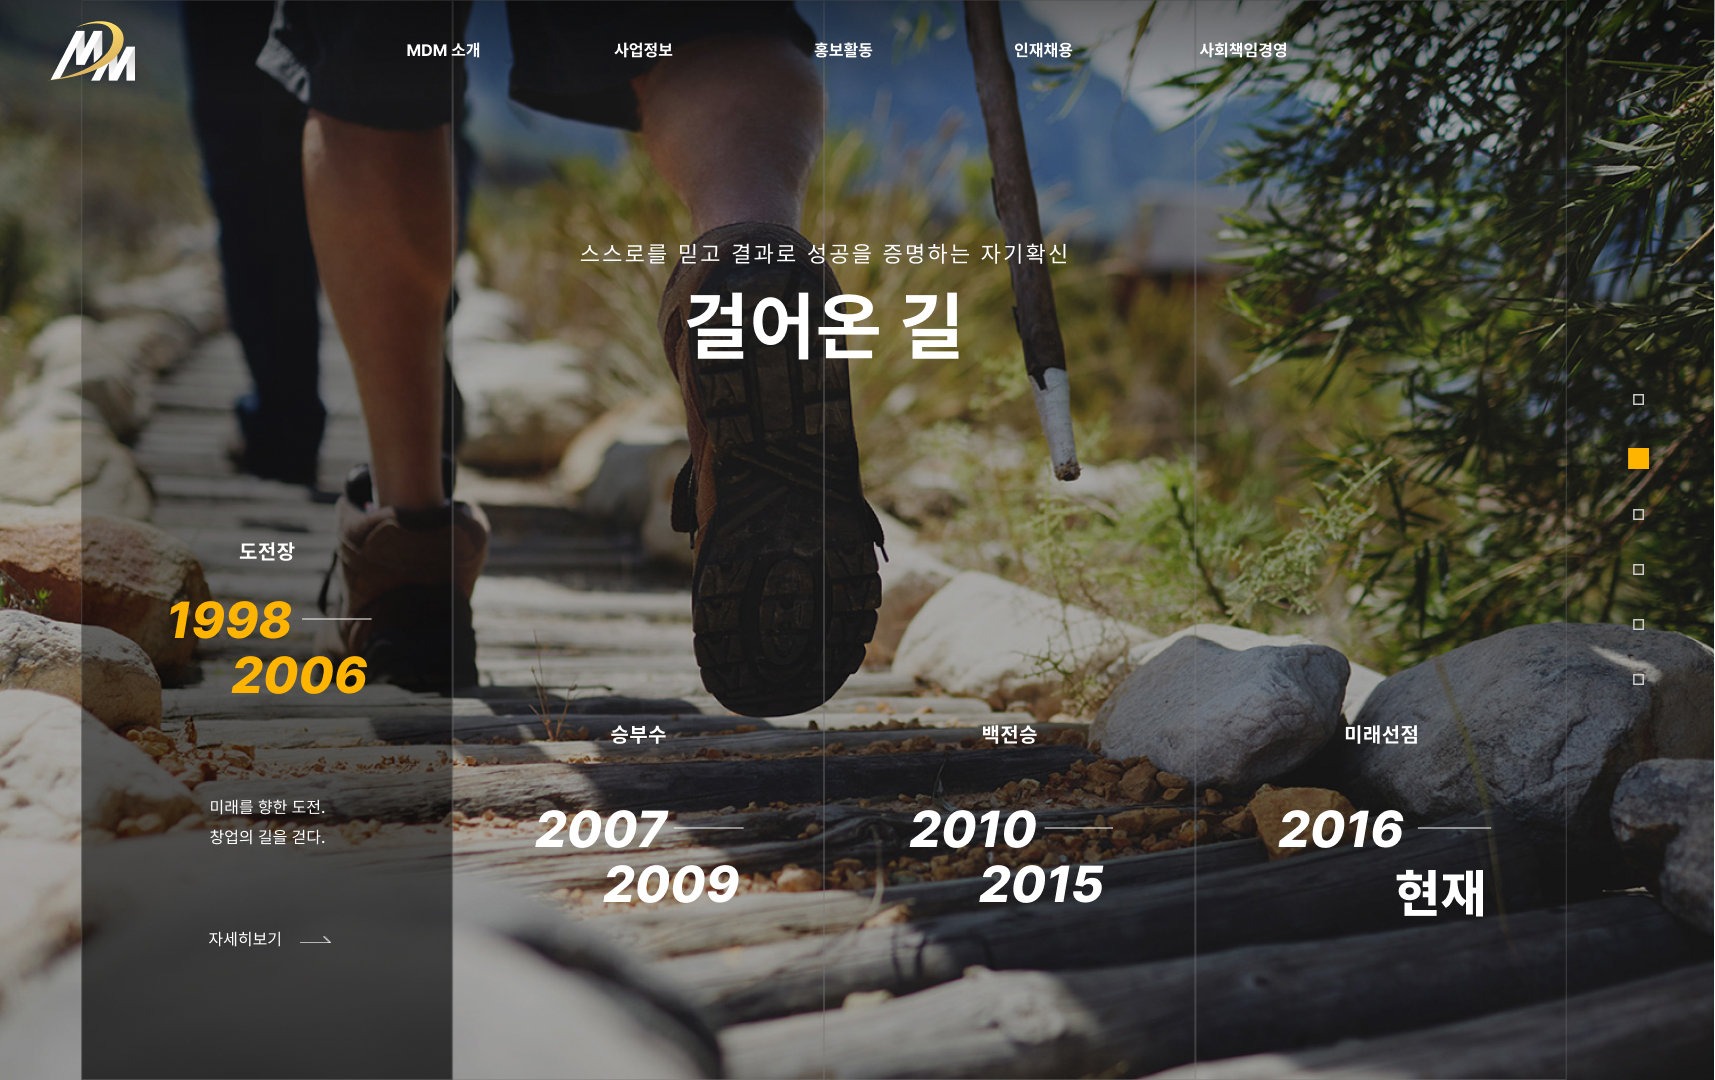 MDM
MDM 소개
사업정보
홍보활동
인재채용
사회책임경영
스스로를 믿고 결과로 성공을 증명하는 자기확신
걸어온 길
도전장
1998
2006
미래를 향한 도전.
창업의 길을 걷다.
자세히보기
승부수
2007
2009
백전승
2010
2015
미래선점
2016
현재